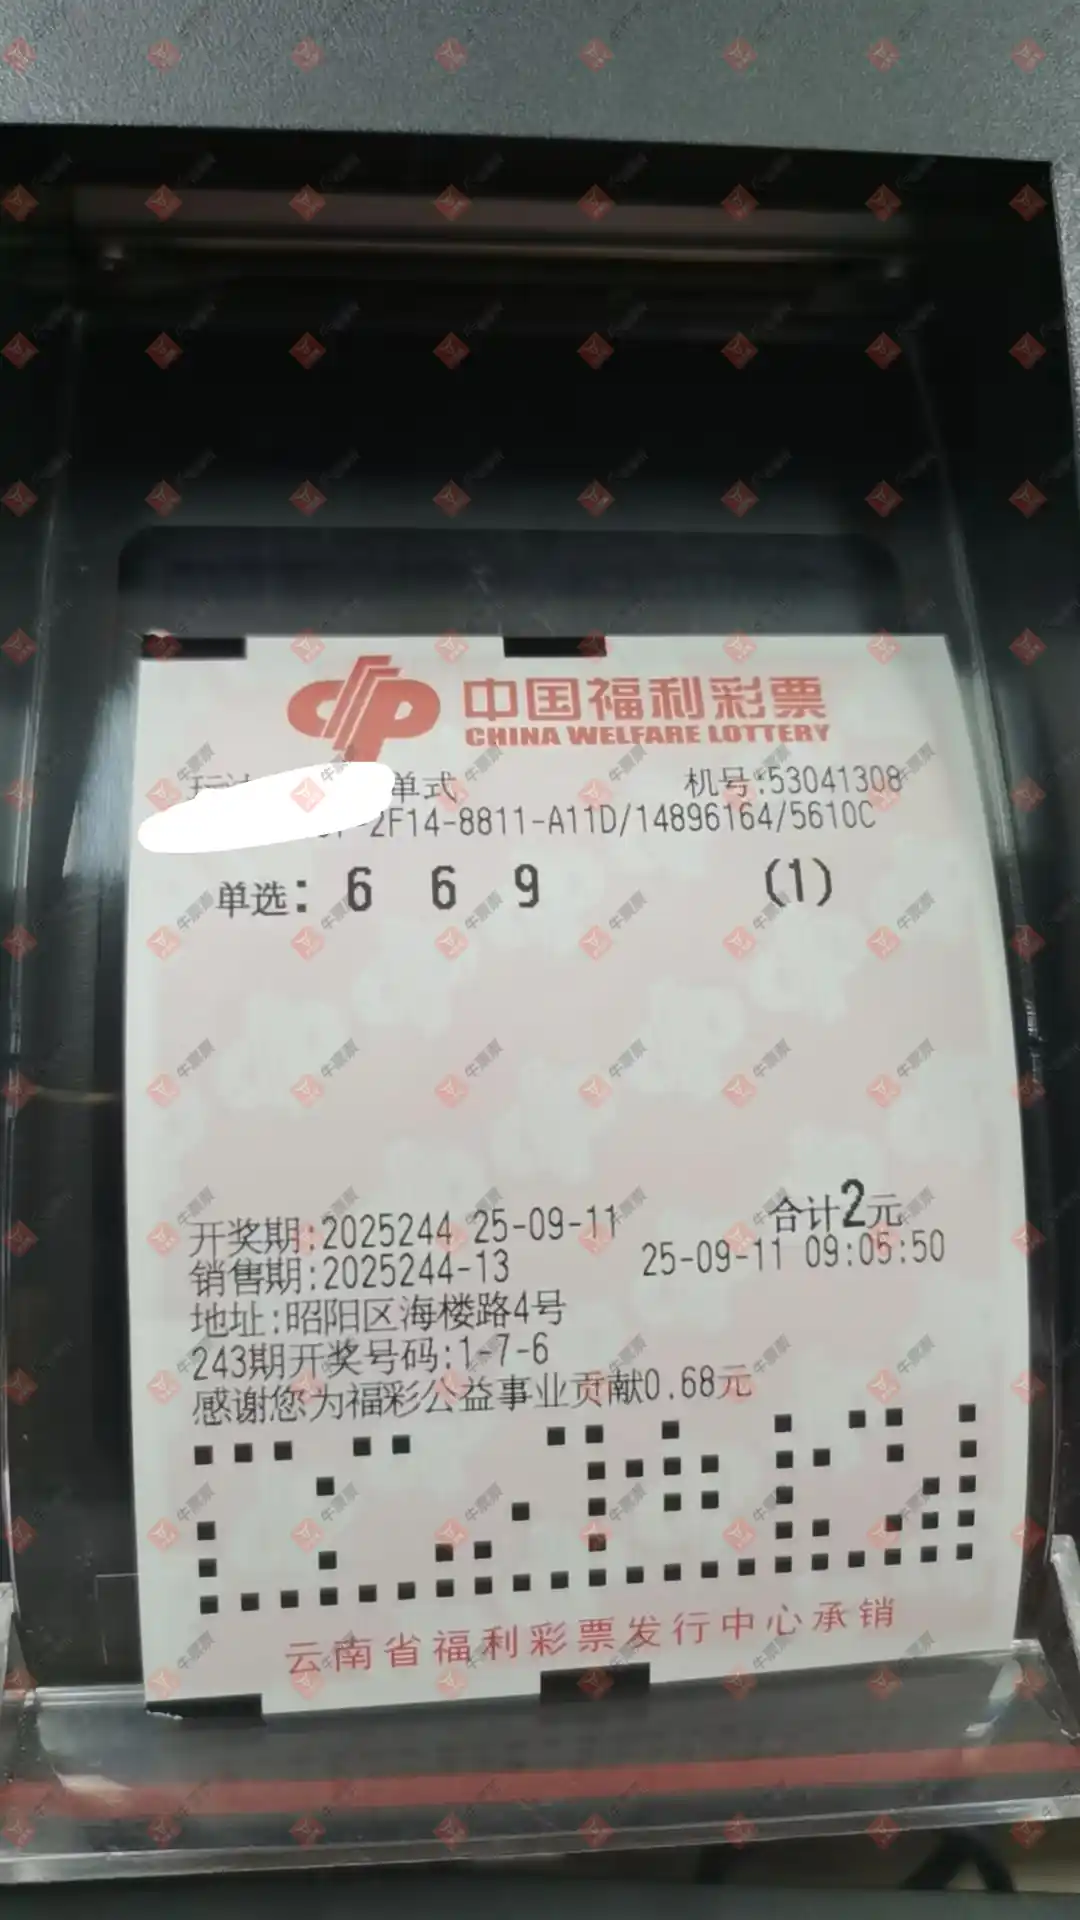 中国福利彩票
CHINA WELFARE LOTTERY
单式 机号:53041308
-2F14-8811-A11D/14896164/5610C
单选: 6 6 9 (1)
合计2元
开奖期:2025244 25-09-11
销售期:2025244-13 25-09-11 09:05:50
地址:昭阳区海楼路4号
243期开奖号码:1-7-6
感谢您为福彩公益事业贡献0.68元
云南省福利彩票发行中心承销
牛票票